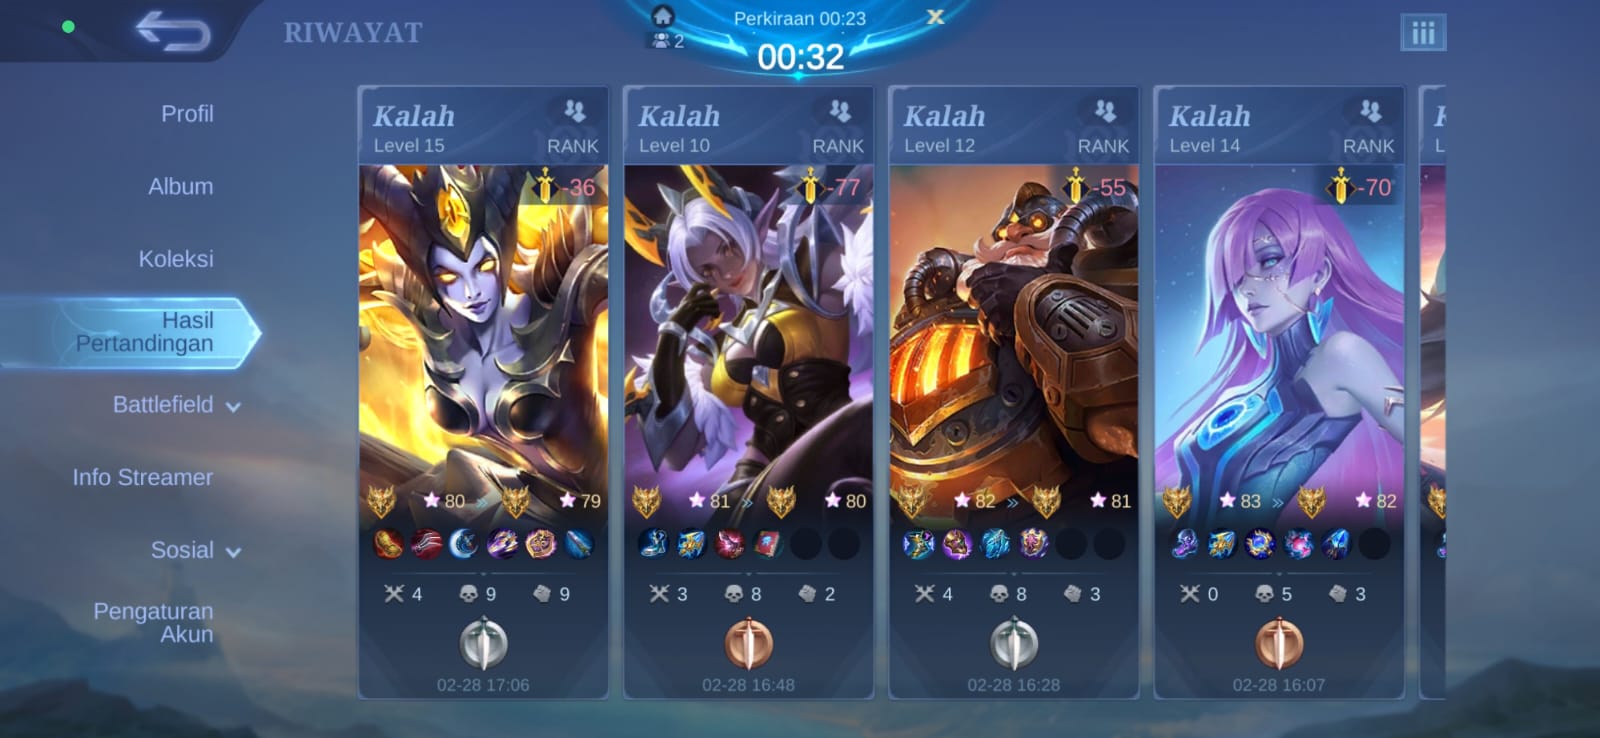 RIWAYAT
2
Perkiraan 00:23
X
00:32
Profil
Album
Koleksi
Hasil
Pertandingan
Battlefield
Info Streamer
Sosial
Pengaturan
Akun
Kalah
Level 15
RANK
-36
80
79
4
9
9
02-28 17:06
Kalah
Level 10
RANK
-77
81
80
3
8
2
02-28 16:48
Kalah
Level 12
RANK
-55
82
81
4
8
3
02-28 16:28
Kalah
Level 14
RANK
-70
83
82
0
5
3
02-28 16:07